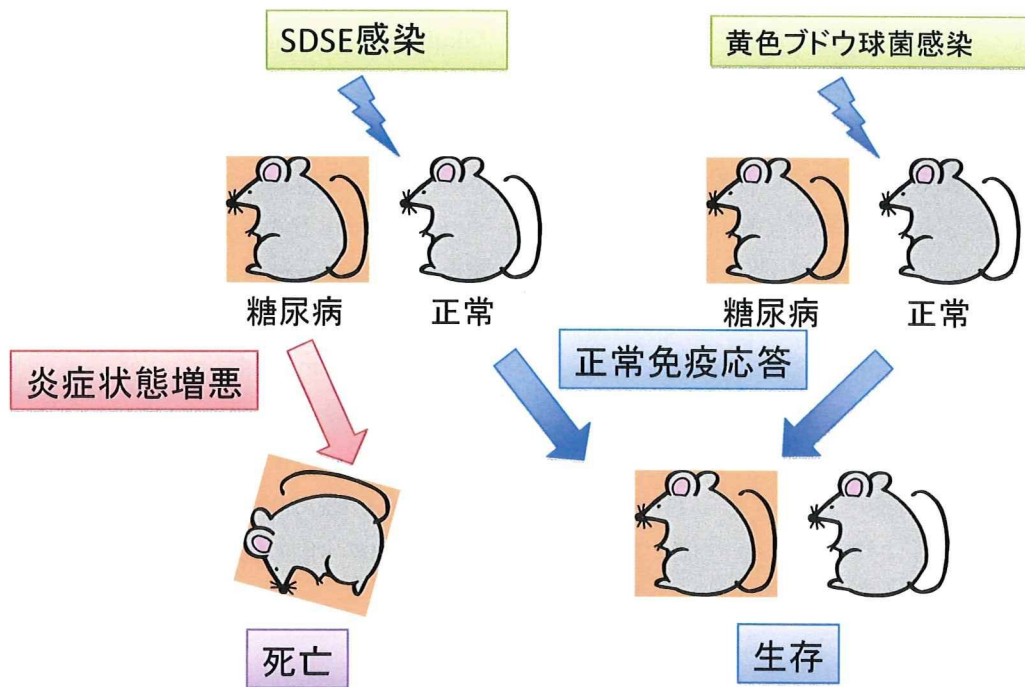 SDSE感染
黄色ブドウ球菌感染
糖尿病
正常
糖尿病
正常
炎症状態増悪
正常免疫応答
死亡
生存